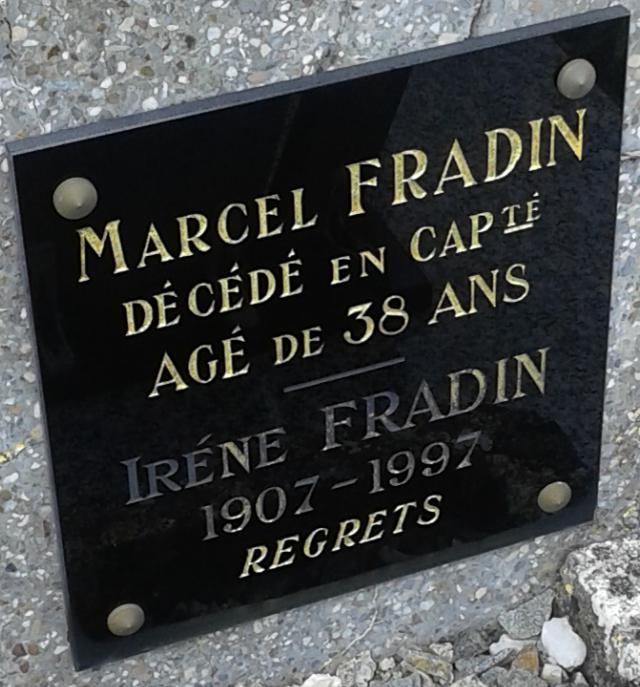 MARCEL FRADIN
DÉCÉDÉ EN CAPTÉ
AGÉ DE 38 ANS
IRÉNE FRADIN
1907-1997
REGRETS